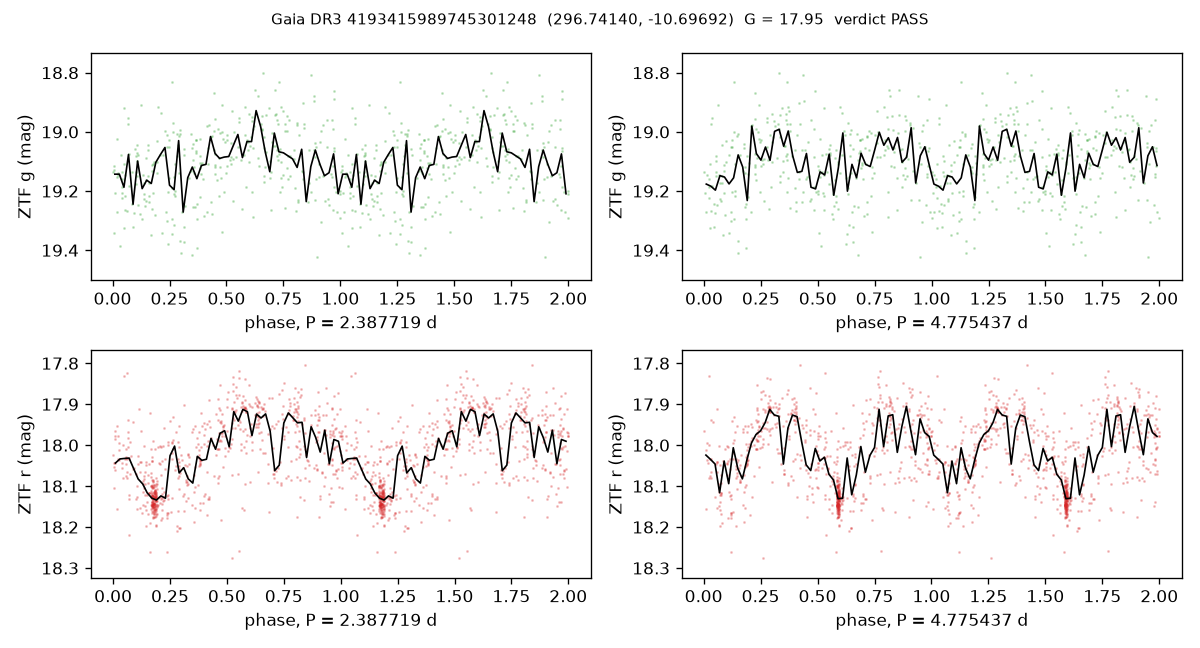 Gaia DR3 4193415989745301248 (296.74140, -10.69692) G = 17.95 verdict PASS
ZTF g (mag)
18.8
19.0
19.2
19.4
0.00 0.25 0.50 0.75 1.00 1.25 1.50 1.75 2.00
phase, P = 2.387719 d
ZTF g (mag)
18.8
19.0
19.2
19.4
0.00 0.25 0.50 0.75 1.00 1.25 1.50 1.75 2.00
phase, P = 4.775437 d
ZTF r (mag)
17.8
17.9
18.0
18.1
18.2
18.3
0.00 0.25 0.50 0.75 1.00 1.25 1.50 1.75 2.00
phase, P = 2.387719 d
ZTF r (mag)
17.8
17.9
18.0
18.1
18.2
18.3
0.00 0.25 0.50 0.75 1.00 1.25 1.50 1.75 2.00
phase, P = 4.775437 d